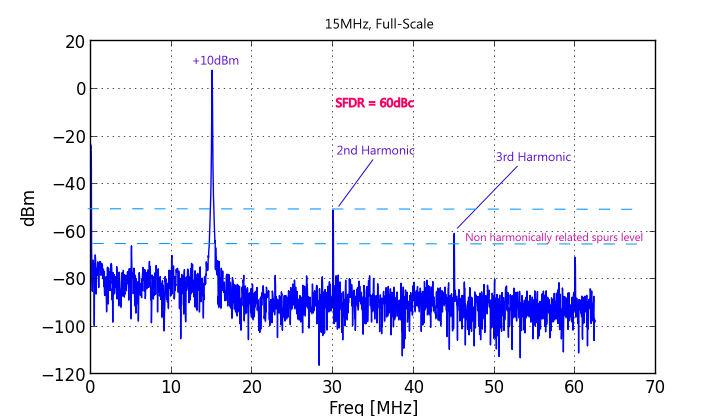 15MHz, Full-Scale
20
+10dBm
0
SFDR = 60dBc
−20
2nd Harmonic
3rd Harmonic
−40
dBm
−60
Non harmonically related spurs level
−80
−100
−120
0 10 20 30 40 50 60 70
Freq [MHz]